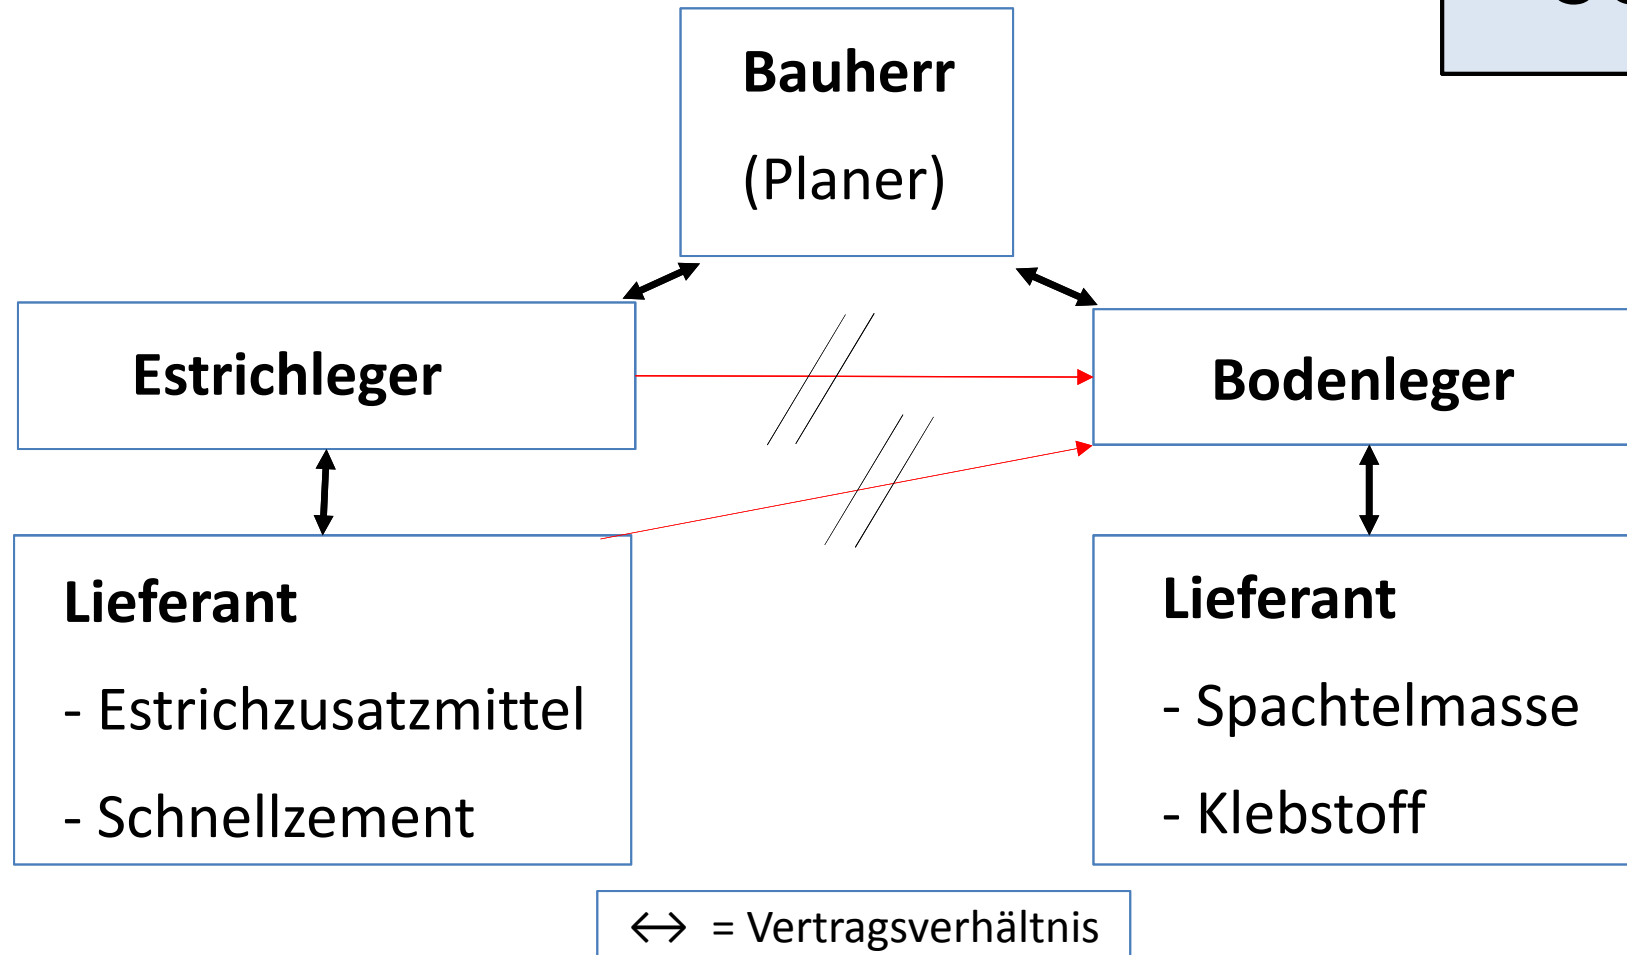 Bauherr
(Planer)
Estrichleger
Bodenleger
Lieferant
- Estrichzusatzmittel
- Schnellzement
Lieferant
- Spachtelmasse
- Klebstoff
↔ = Vertragsverhältnis